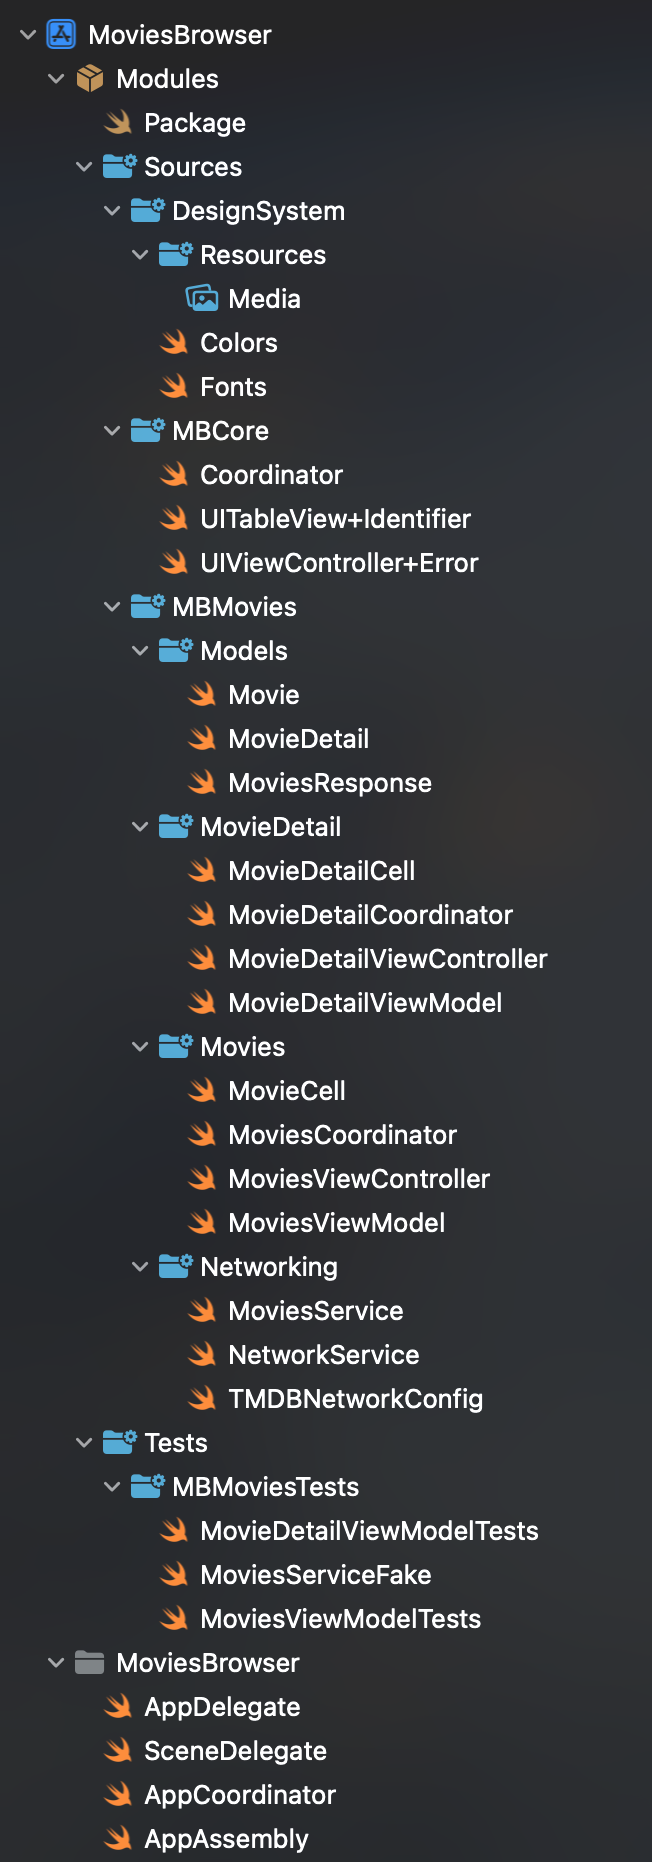 MoviesBrowser
Modules
Package
Sources
DesignSystem
Resources
Media
Colors
Fonts
MBCore
Coordinator
UITableView+Identifier
UIViewController+Error
MBMovies
Models
Movie
MovieDetail
MoviesResponse
MovieDetail
MovieDetailCell
MovieDetailCoordinator
MovieDetailViewController
MovieDetailViewModel
Movies
MovieCell
MoviesCoordinator
MoviesViewController
MoviesViewModel
Networking
MoviesService
NetworkService
TMDBNetworkConfig
Tests
MBMoviesTests
MovieDetailViewModelTests
MoviesServiceFake
MoviesViewModelTests
MoviesBrowser
AppDelegate
SceneDelegate
AppCoordinator
AppAssembly